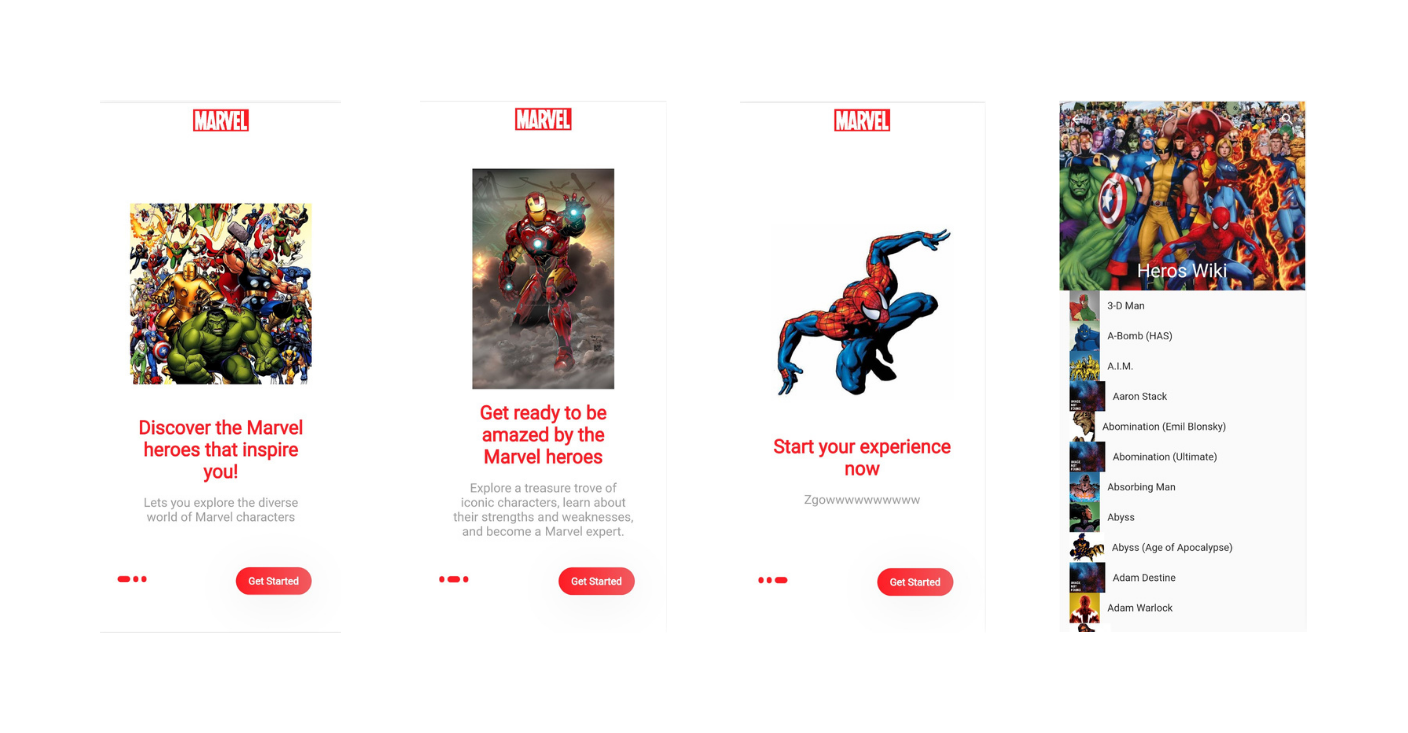 MARVEL
Discover the Marvel
heroes that inspire
you!
Lets you explore the diverse
world of Marvel characters
Get Started
MARVEL
Get ready to be
amazed by the
Marvel heroes
Explore a treasure trove of
iconic characters, learn about
their strengths and weaknesses,
and become a Marvel expert.
Get Started
MARVEL
Start your experience
now
Zgowwwwwwwwww
Get Started
Heros Wiki
3-D Man
A-Bomb (HAS)
A.I.M.
Aaron Stack
Abomination (Emil Blonsky)
Abomination (Ultimate)
Absorbing Man
Abyss
Abyss (Age of Apocalypse)
Adam Destine
Adam Warlock